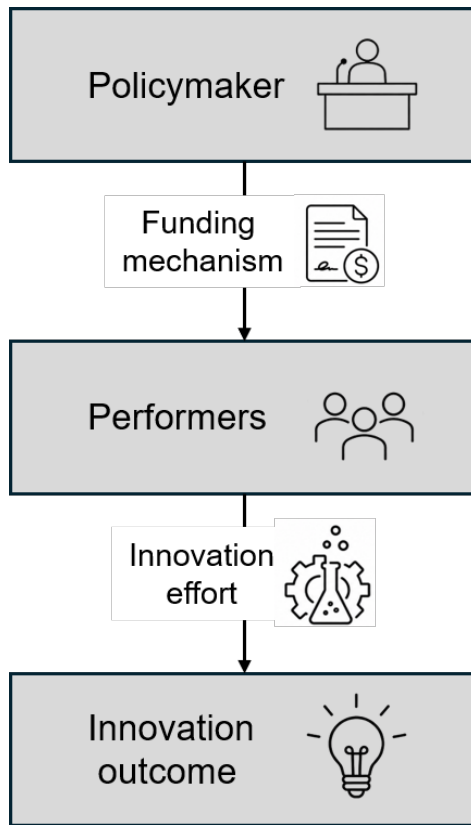 Policymaker
Funding
mechanism
$
Performers
Innovation
effort
Innovation
outcome